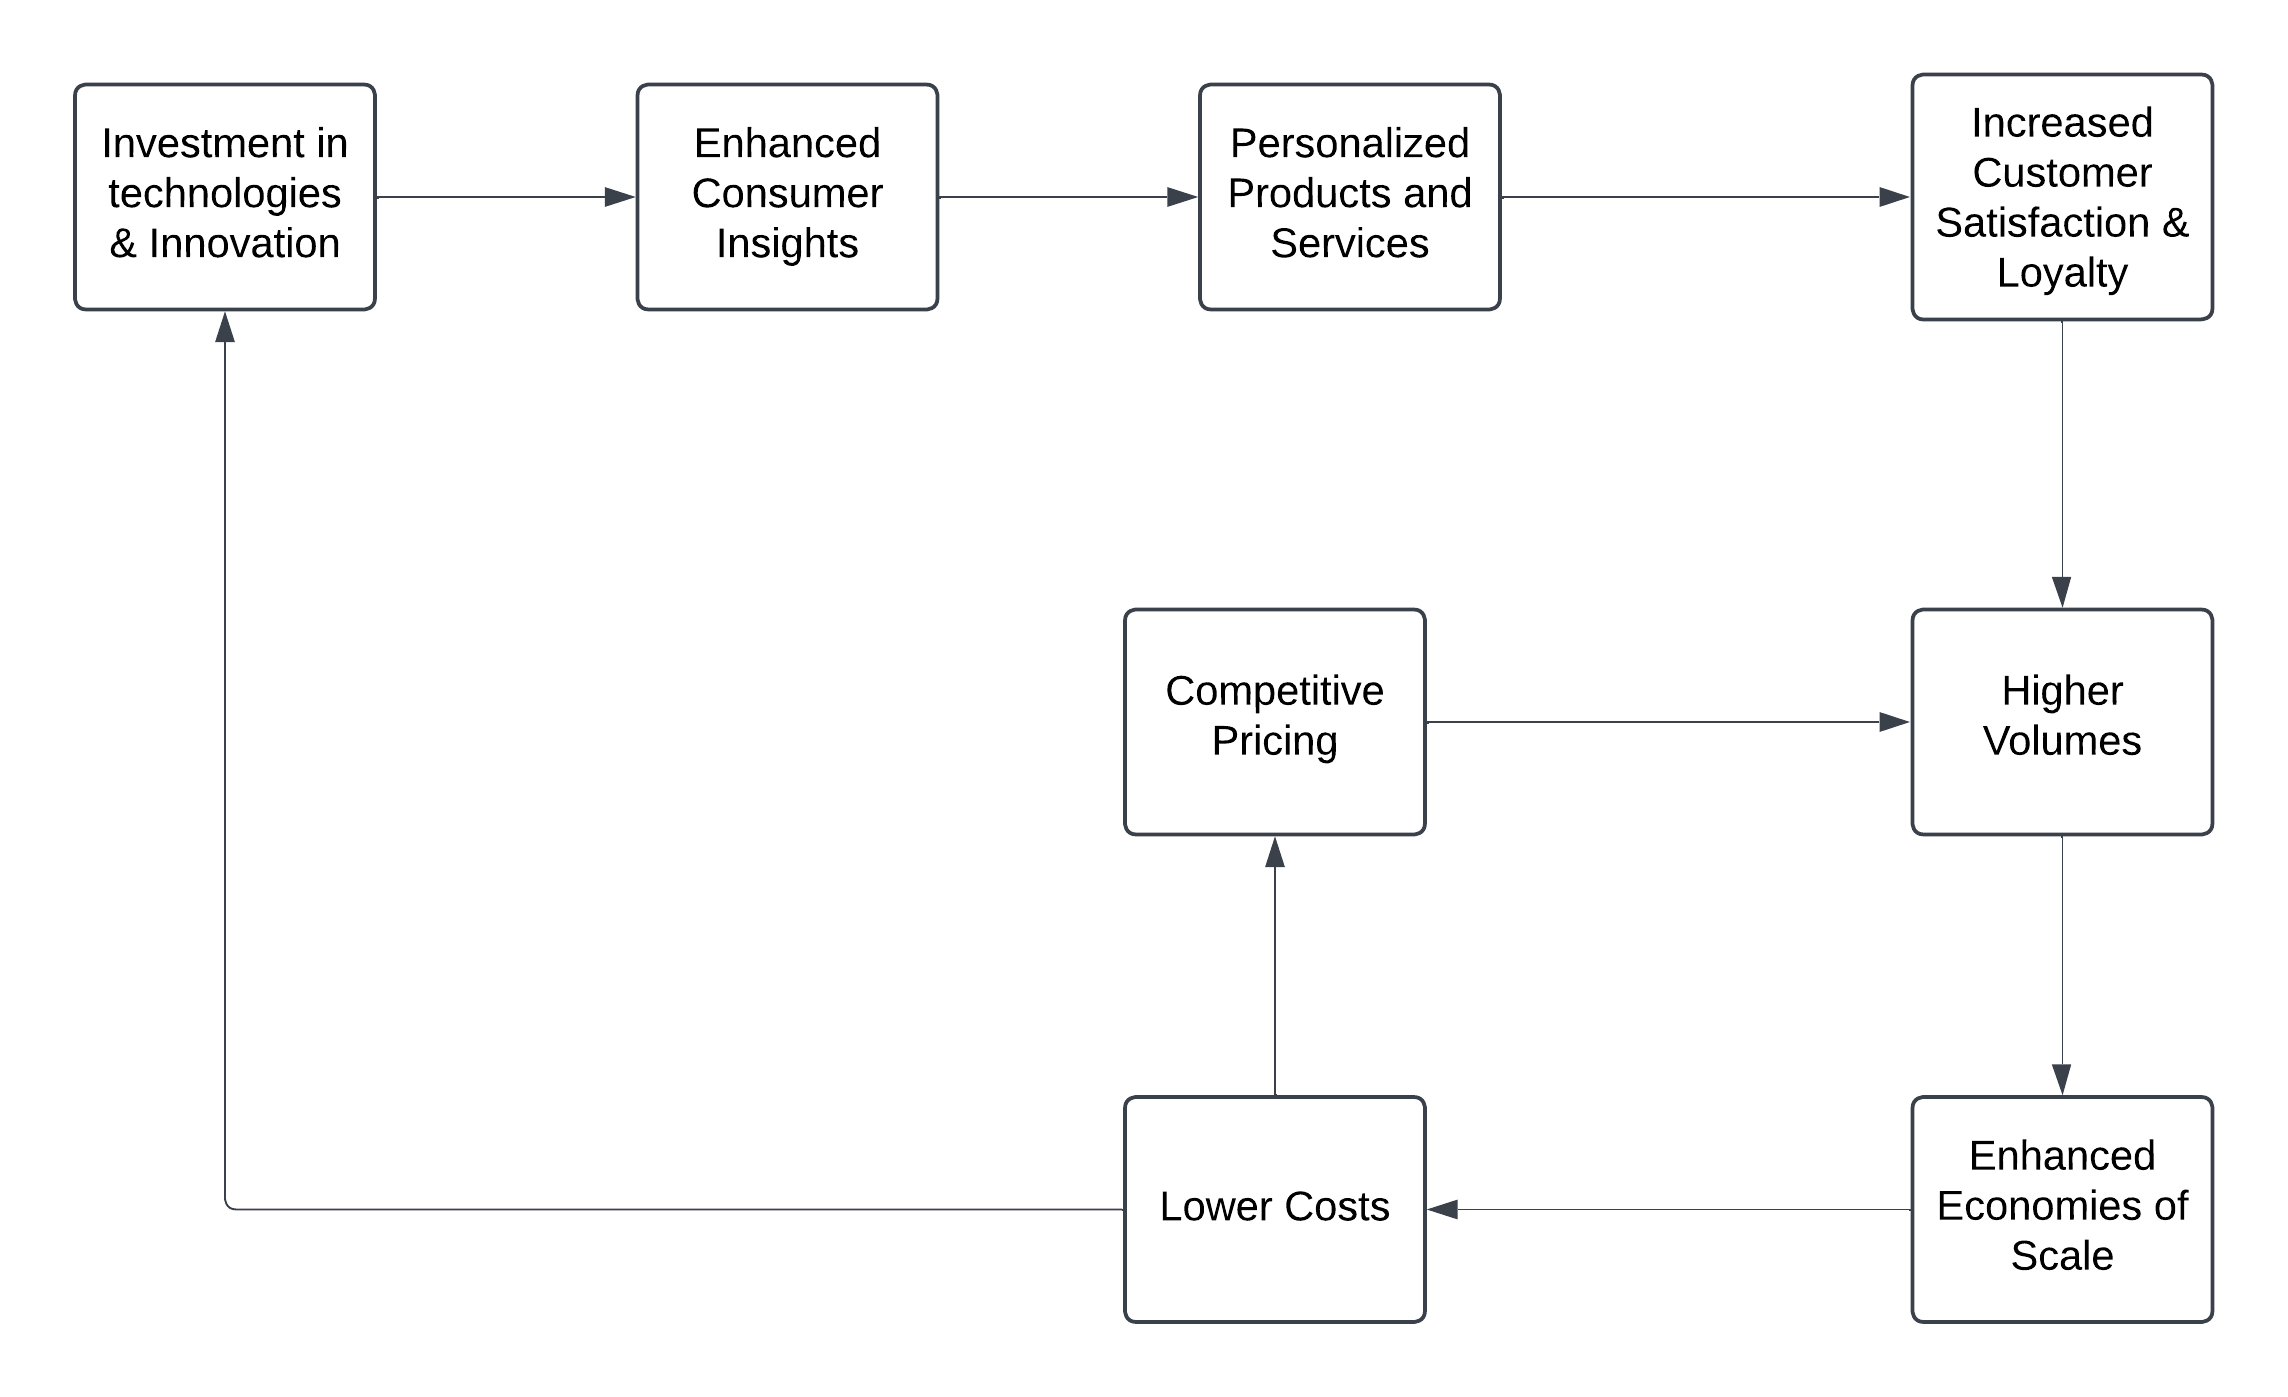 Investment in
technologies
& Innovation
Enhanced
Consumer
Insights
Personalized
Products and
Services
Increased
Customer
Satisfaction &
Loyalty
Competitive
Pricing
Higher
Volumes
Lower Costs
Enhanced
Economies of
Scale